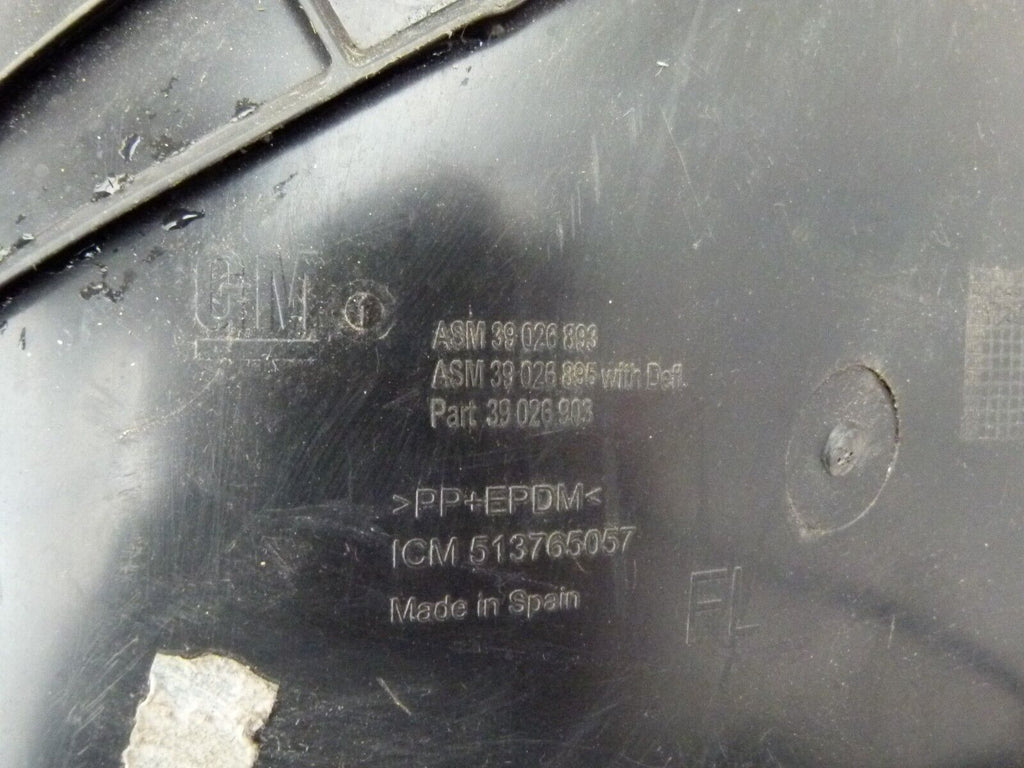 GM
ASM 39 026 893
ASM 39 026 895 with Defl.
Part 39 026 903
>PP+EPDM<
ICM 513765057
Made in Spain
FL